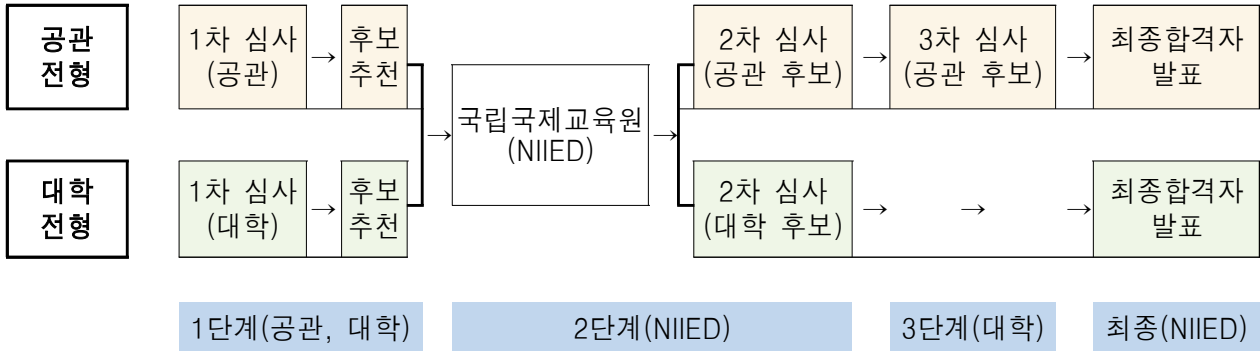 공관
전형
1차 심사
(공관)
→
후보
추천
2차 심사
(공관 후보)
→
3차 심사
(공관 후보)
→
최종합격자
발표
→
국립국제교육원
(NIIED)
→
대학
전형
1차 심사
(대학)
→
후보
추천
2차 심사
(대학 후보)
→
→
→
최종합격자
발표
1단계(공관, 대학)
2단계(NIIED)
3단계(대학)
최종(NIIED)